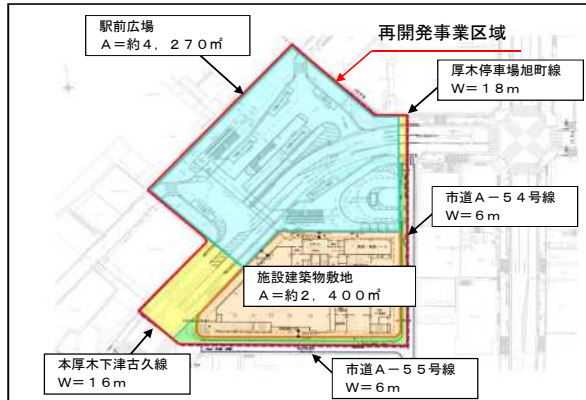 駅前広場
A=約4,270㎡
再開発事業区域
厚木停車場旭町線
W=18m
市道A-54号線
W=6m
施設建築物敷地
A=約2,400㎡
本厚木下津古久線
W=16m
市道A-55号線
W=6m